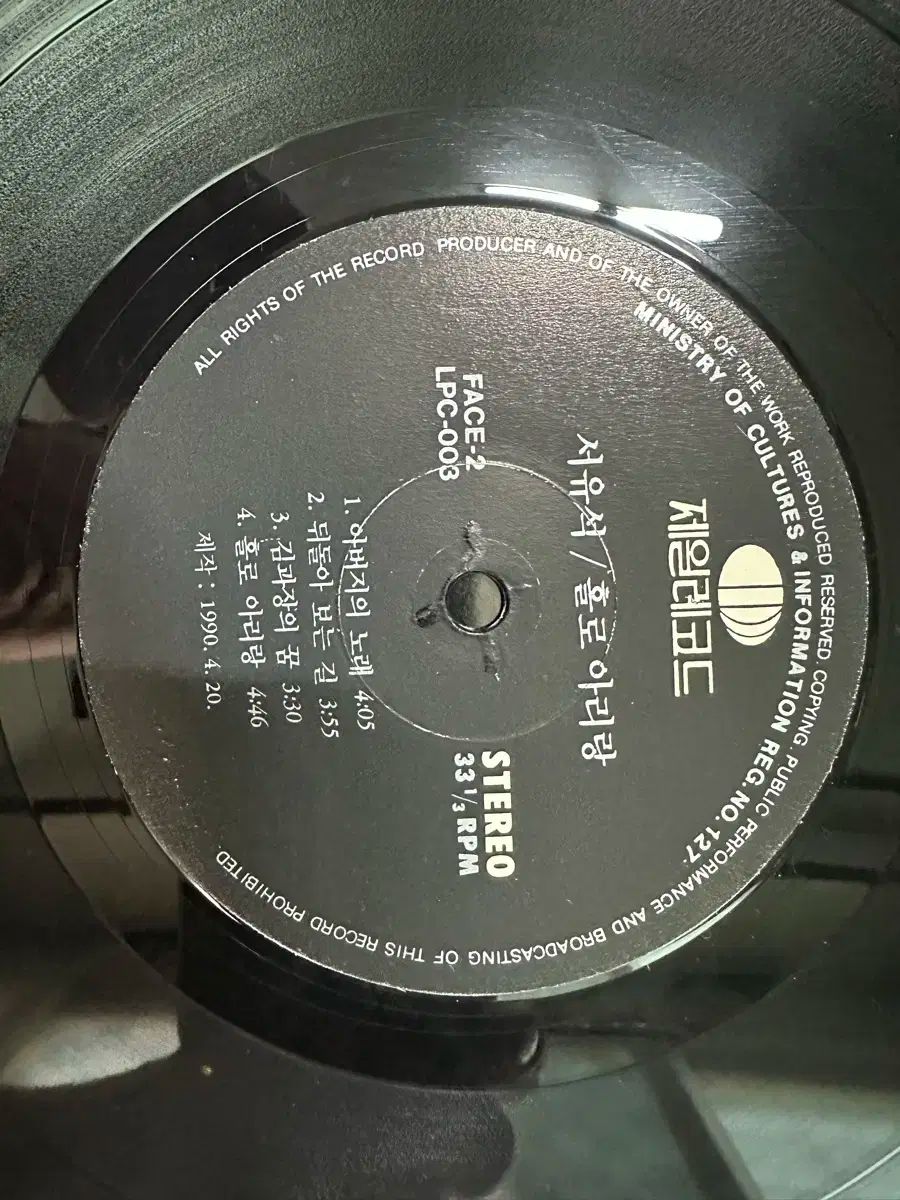 ALL RIGHTS OF THE RECORD PRODUCER AND OF THE OWNER OF THE WORK REPRODUCED RESERVED. COPYING. PUBLIC PERFORMANCE AND BROADCASTING OF THIS RECORD PROHIBITED.
MINISTRY OF CULTURES & INFORMATION REG. NO. 127.
제일레코드
서유석 / 홀로 아리랑
FACE-2
LPC-003
STEREO
33 1/3 RPM
1. 아버지의 노래 4:05
2. 뒤돌아 보는 길 3:55
3. 김과장의 꿈 3:30
4. 홀로 아리랑 4:46
제작 : 1990. 4. 20.